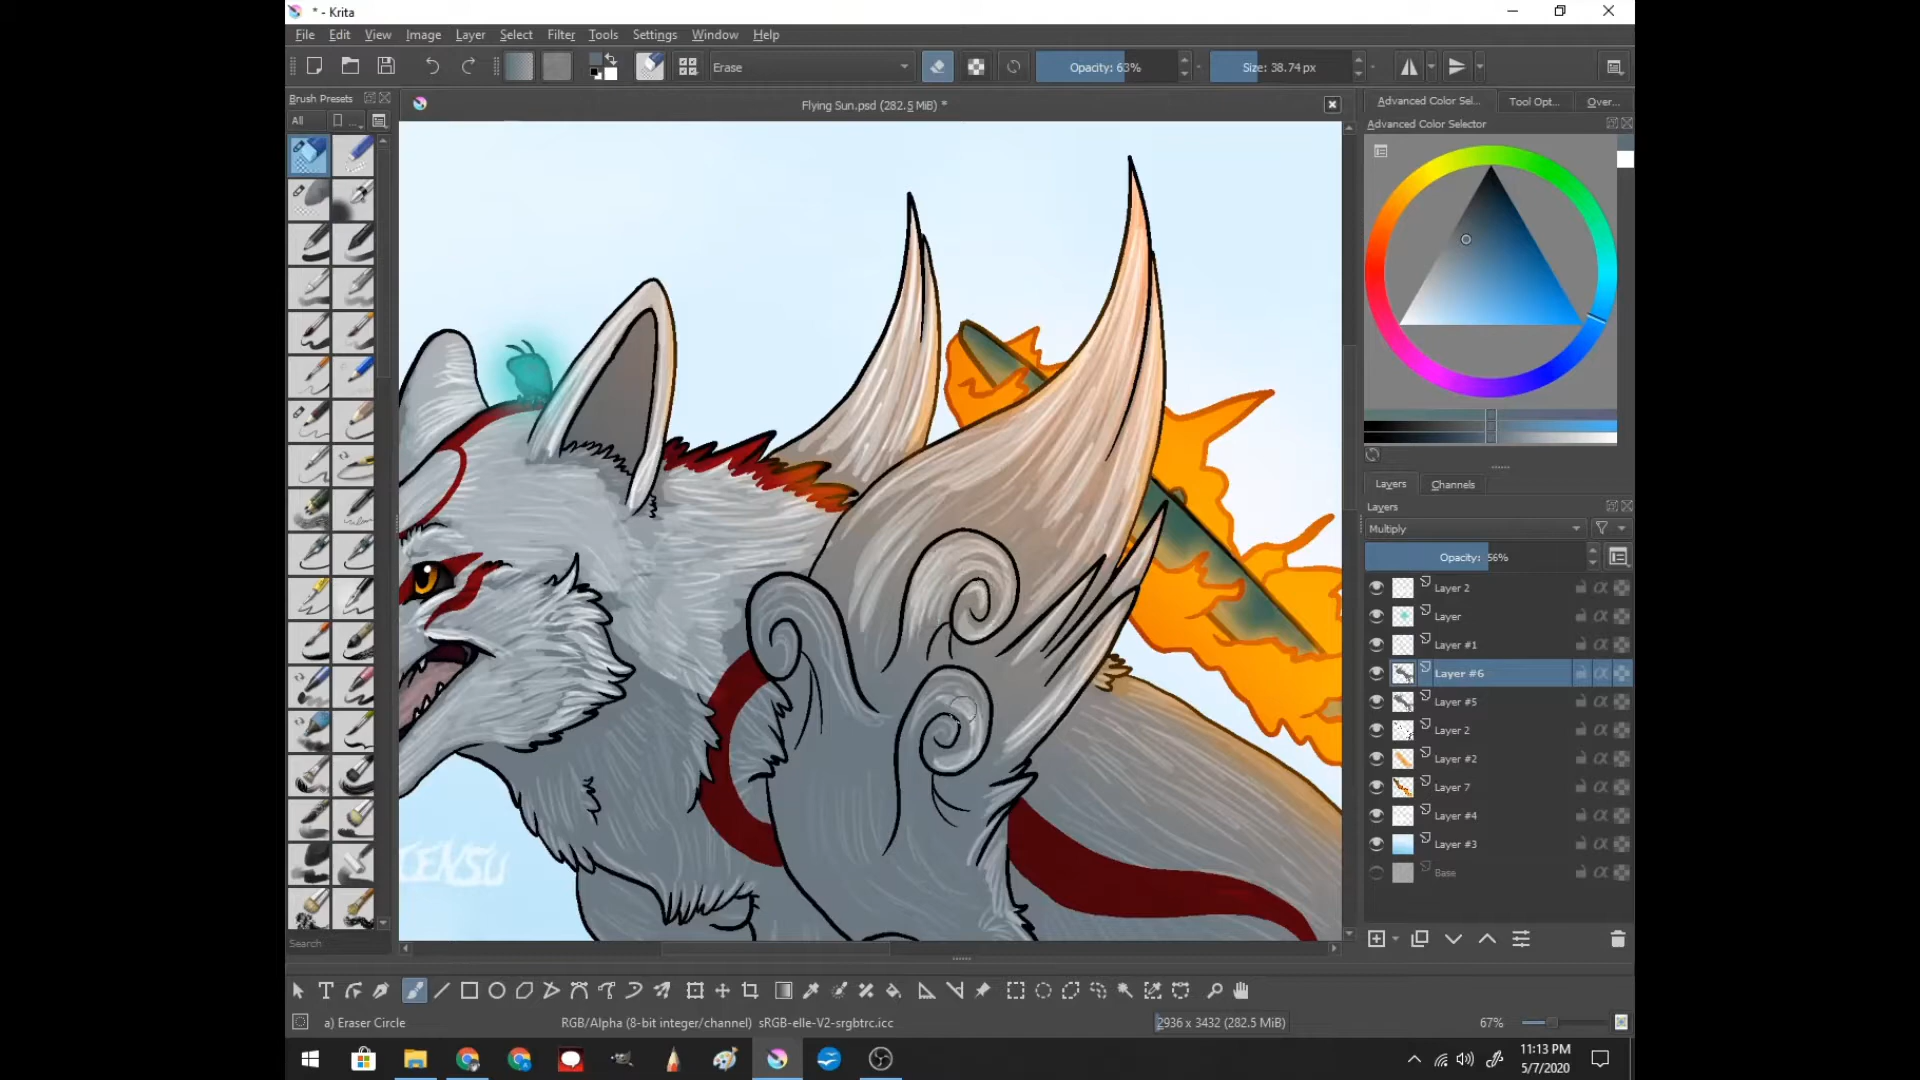 * - Krita
File Edit View Image Layer Select Filter Tools Settings Window Help
Erase
Opacity: 63%
Size: 38.74 px
Brush Presets
All
...
Flying Sun.psd (282.5 MiB) *
Advanced Color Sel... Tool Opt... Over...
Advanced Color Selector
Layers Channels
Layers
Multiply
Opacity: 56%
Layer 2
Layer
Layer #1
Layer #6
Layer #5
Layer 2
Layer #2
Layer 7
Layer #4
Layer #3
Base
CENSU
Search
a) Eraser Circle
RGB/Alpha (8-bit integer/channel) sRGB-elle-V2-srgbtrc.icc
2936 x 3432 (282.5 MiB)
67%
11:13 PM
5/7/2020